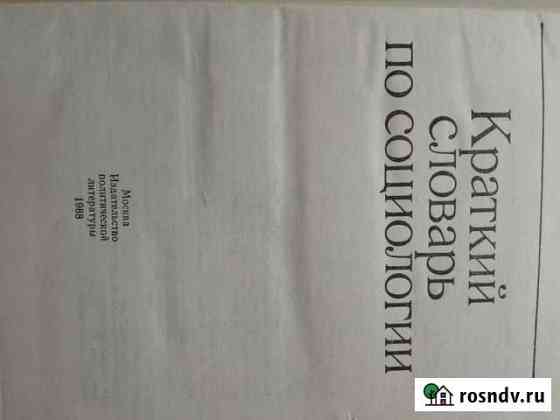 Краткий
словарь
по социологии
Москва
Издательство
политической
литературы
1988
rosndv.ru